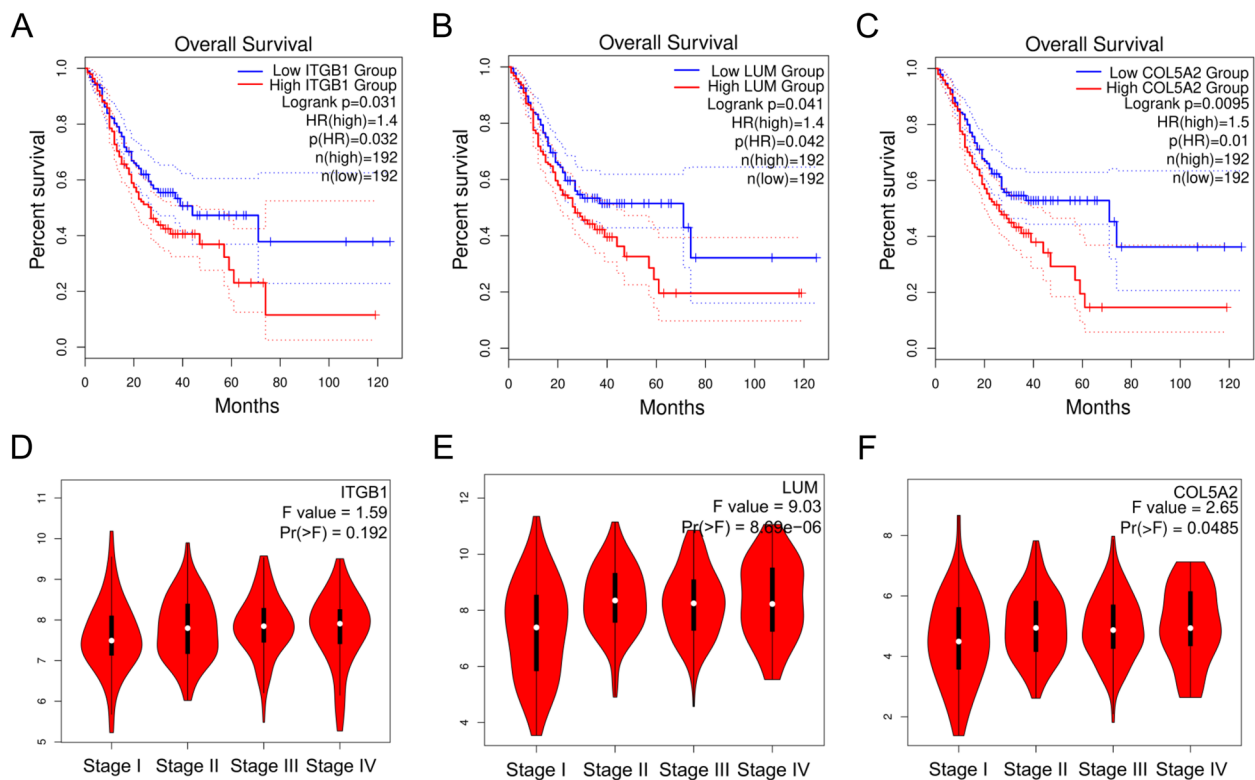 A
Overall Survival
Low ITGB1 Group
High ITGB1 Group
Logrank p=0.031
HR(high)=1.4
p(HR)=0.032
n(high)=192
n(low)=192
Percent survival
1.0
0.8
0.6
0.4
0.2
0.0
0 20 40 60 80 100 120
Months
B
Overall Survival
Low LUM Group
High LUM Group
Logrank p=0.041
HR(high)=1.4
p(HR)=0.042
n(high)=192
n(low)=192
Percent survival
1.0
0.8
0.6
0.4
0.2
0.0
0 20 40 60 80 100 120
Months
C
Overall Survival
Low COL5A2 Group
High COL5A2 Group
Logrank p=0.0095
HR(high)=1.5
p(HR)=0.01
n(high)=192
n(low)=192
Percent survival
1.0
0.8
0.6
0.4
0.2
0.0
0 20 40 60 80 100 120
Months
D
ITGB1
F value = 1.59
Pr(>F) = 0.192
11
10
9
8
7
6
5
Stage I Stage II Stage III Stage IV
E
LUM
F value = 9.03
Pr(>F) = 8.69e−06
12
10
8
6
4
Stage I Stage II Stage III Stage IV
F
COL5A2
F value = 2.65
Pr(>F) = 0.0485
8
6
4
2
Stage I Stage II Stage III Stage IV